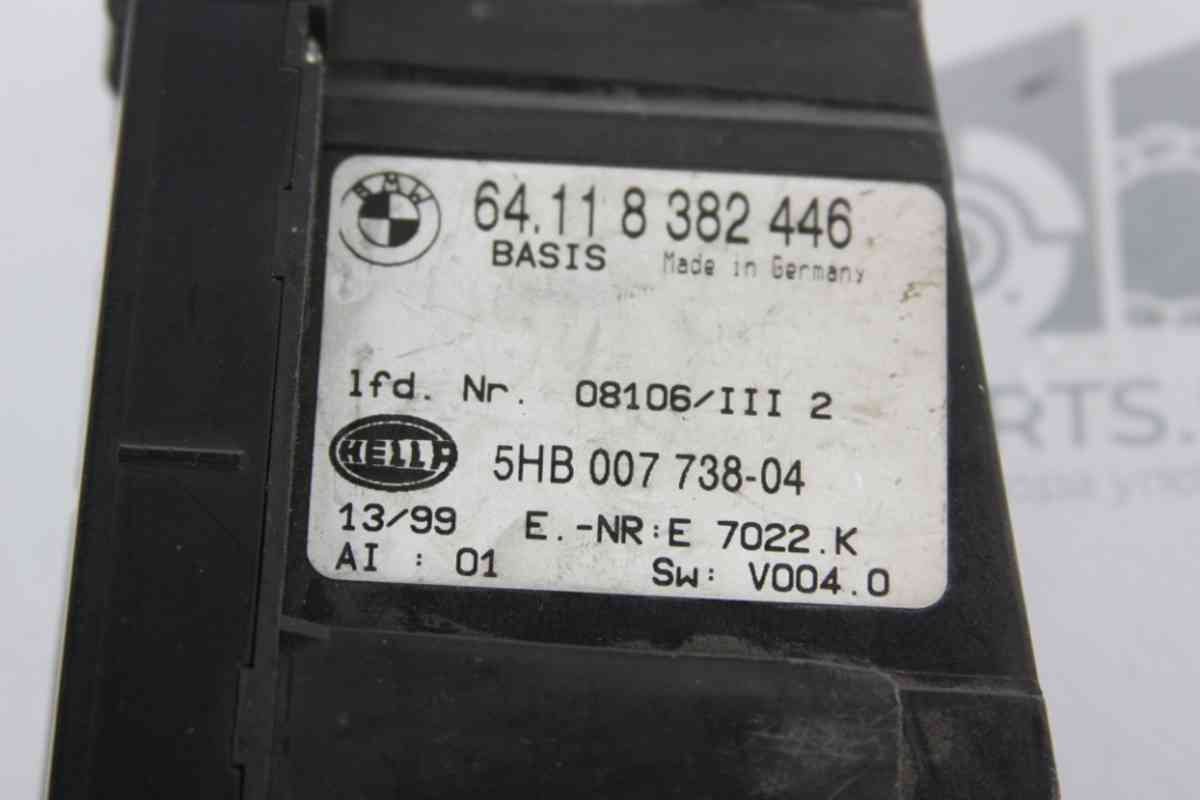 BMW
64.11 8 382 446
BASIS Made in Germany
lfd. Nr. 08106/III 2
HELLA 5HB 007 738-04
13/99 E.-NR:E 7022.K
AI : 01 Sw: V004.0
RTS.